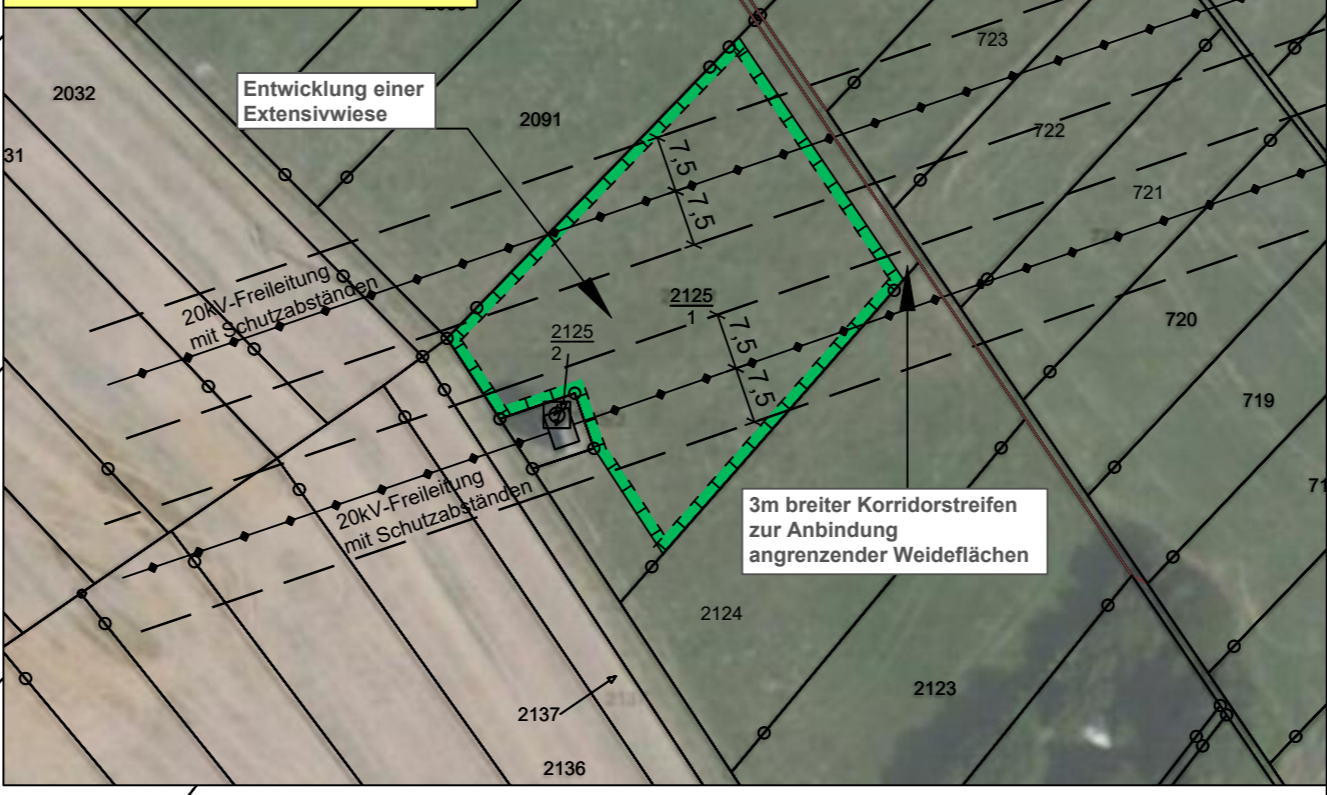 723
2032
Entwicklung einer
Extensivwiese
2091
722
31
7,5
7,5
721
20kV-Freileitung
mit Schutzabständen
2125
1
720
2125
2
7,5
7,5
719
71
20kV-Freileitung
mit Schutzabständen
3m breiter Korridorstreifen
zur Anbindung
angrenzender Weideflächen
2124
2123
2137
2136